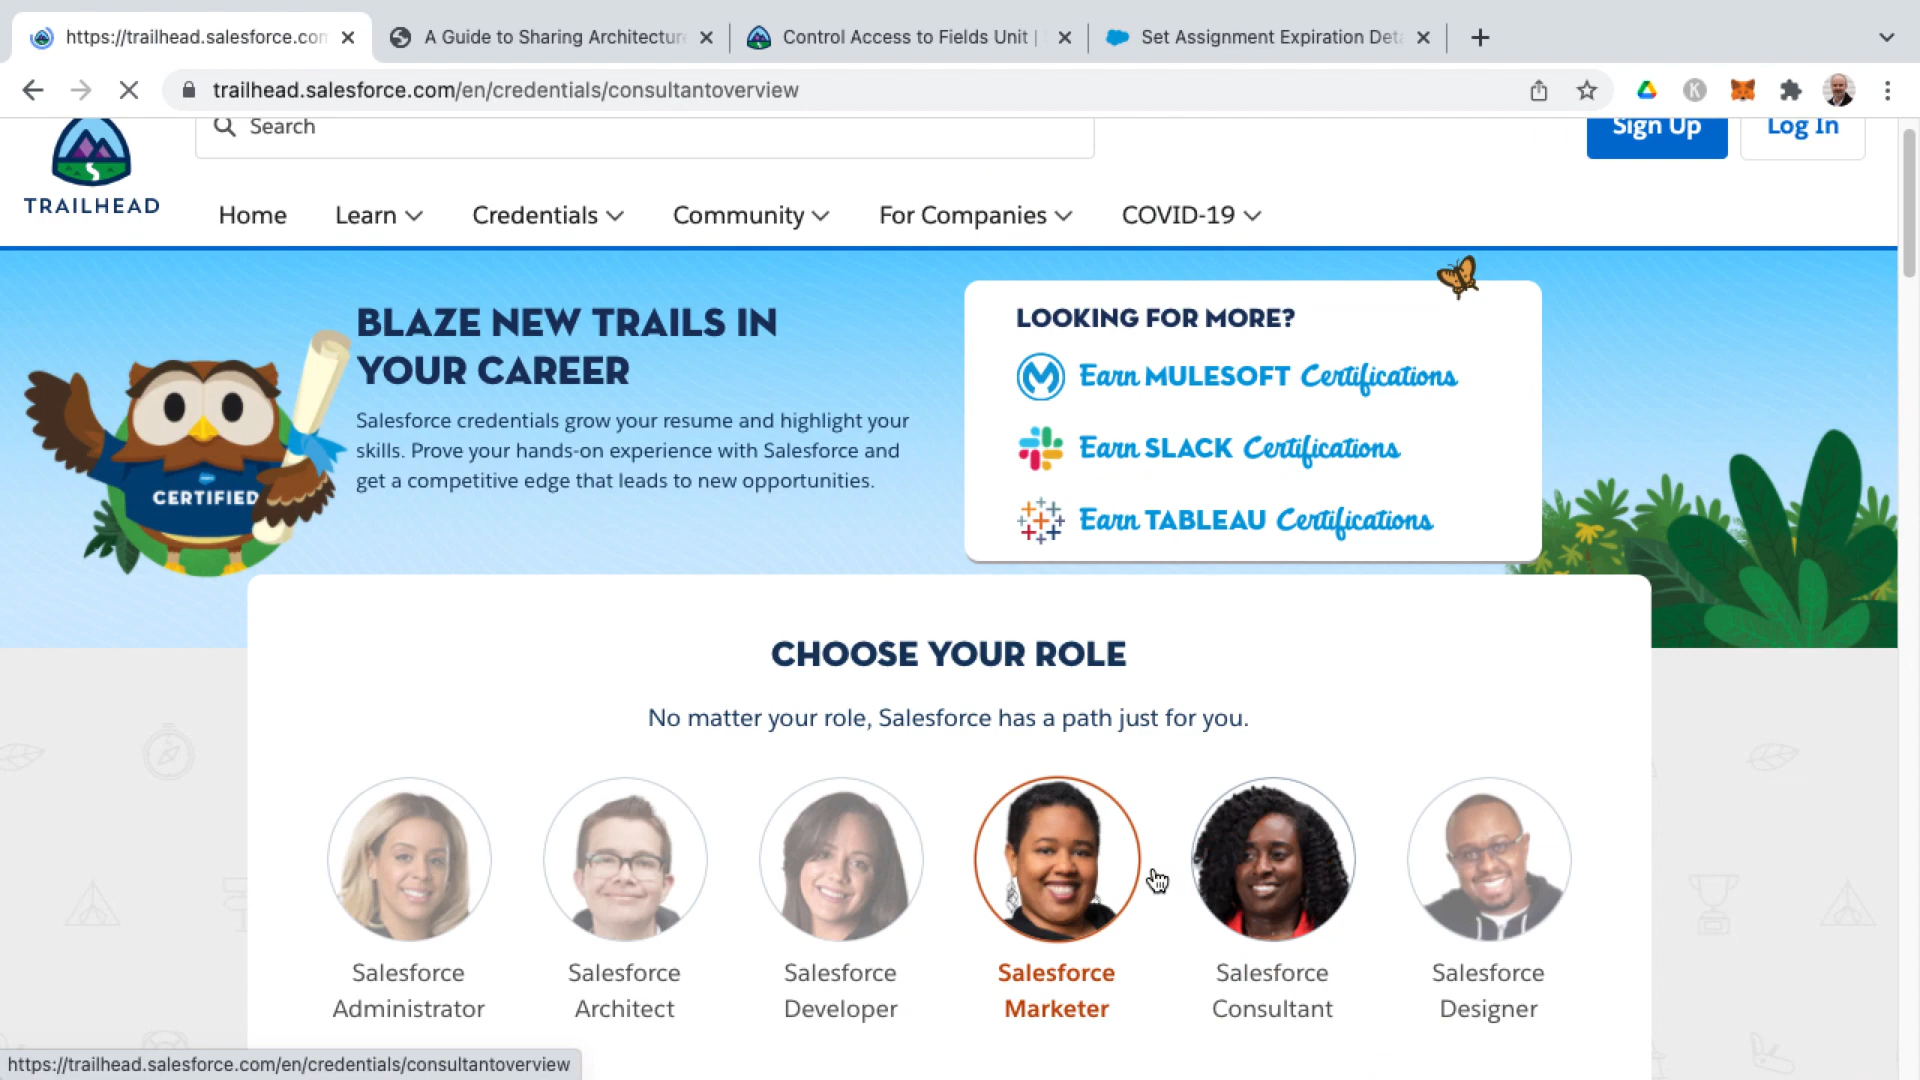 https://trailhead.salesforce.con
A Guide to Sharing Architecture
Control Access to Fields Unit |
Set Assignment Expiration Deta
trailhead.salesforce.com/en/credentials/consultantoverview
K
Search
Sign Up
Log In
TRAILHEAD
Home
Learn
Credentials
Community
For Companies
COVID-19
BLAZE NEW TRAILS IN
YOUR CAREER
Salesforce credentials grow your resume and highlight your
skills. Prove your hands-on experience with Salesforce and
get a competitive edge that leads to new opportunities.
CERTIFIED
LOOKING FOR MORE?
Earn MULESOFT Certifications
Earn SLACK Certifications
Earn TABLEAU Certifications
CHOOSE YOUR ROLE
No matter your role, Salesforce has a path just for you.
Salesforce
Administrator
Salesforce
Architect
Salesforce
Developer
Salesforce
Marketer
Salesforce
Consultant
Salesforce
Designer
https://trailhead.salesforce.com/en/credentials/consultantoverview